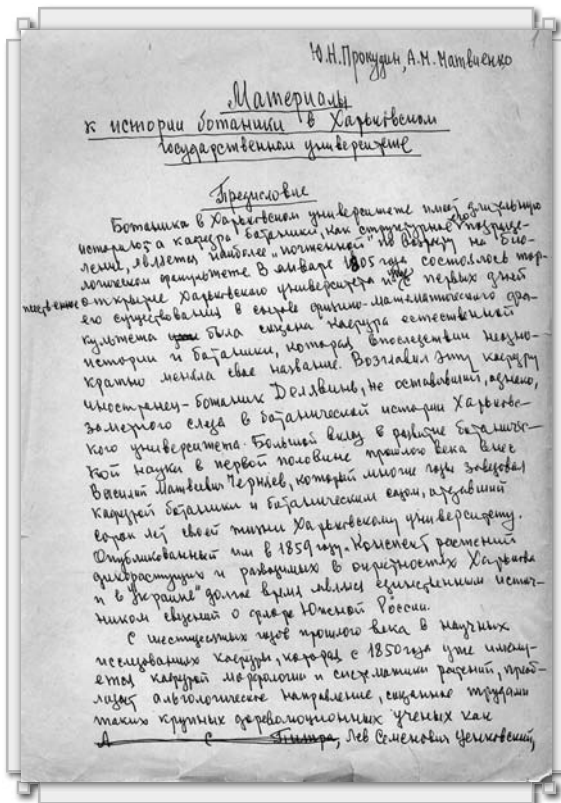 Ю.Н.Прокудин, А.М.Матвиенко
Материалы
к истории ботаники в Харьковском
государственном университете
Предисловие
Ботаника в Харьковском университете имеет длительную
историю, а кафедра ботаники, как структурное его подразде-
ление, является наиболее „почтенной" по возрасту на био-
логическом факультете. В январе 1805 года состоялось тор-
жественное открытие Харьковского университета и с первых дней
его существования в составе физико-математического фа-
культета была создана кафедра естественной
истории и ботаники, которая впоследствии неодно-
кратно меняла свое название. Возглавил эту кафедру
иностранец-ботаник Делявинь, не оставивший, однако,
заметного следа в ботанической истории Харьковс-
кого университета. Большой вклад в развитие ботаничес-
кой науки в первой половине прошлого века внес
Василий Матвеевич Черняев, который многие годы заведовал
кафедрой ботаники и ботаническим садом, отдавший
сорок лет своей жизни Харьковскому университету.
Опубликованный им в 1859 году „Конспект растений
дикорастущих и разводимых в окрестностях Харькова
и в Украине" долгое время являлся единственным источ-
ником сведений о флоре Южной России.
С шестидесятых годов прошлого века в научных
исследованиях кафедры, которая с 1850 года уже имену-
ется кафедрой морфологии и систематики растений, преоб-
ладает альгологическое направление, созданное трудами
таких крупных дореволюционных ученых как
Лев Семенович Ценковский,